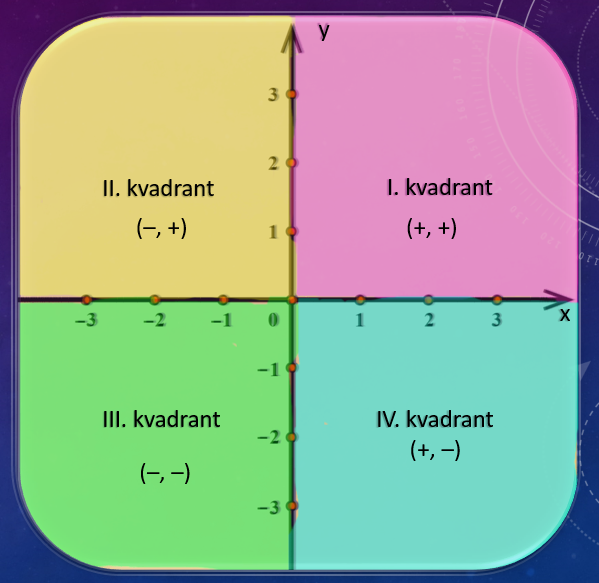 y
3
2
II. kvadrant
I. kvadrant
(–, +)
(+, +)
1
–3 –2 –1 0 1 2 3 x
–1
III. kvadrant
IV. kvadrant
–2
(+, –)
(–, –)
–3